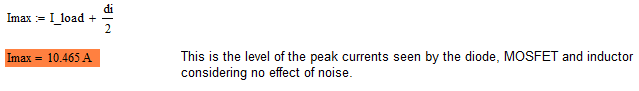 Imax := I_load + di/2
Imax = 10.465 A
This is the level of the peak currents seen by the diode, MOSFET and inductor
considering no effect of noise.